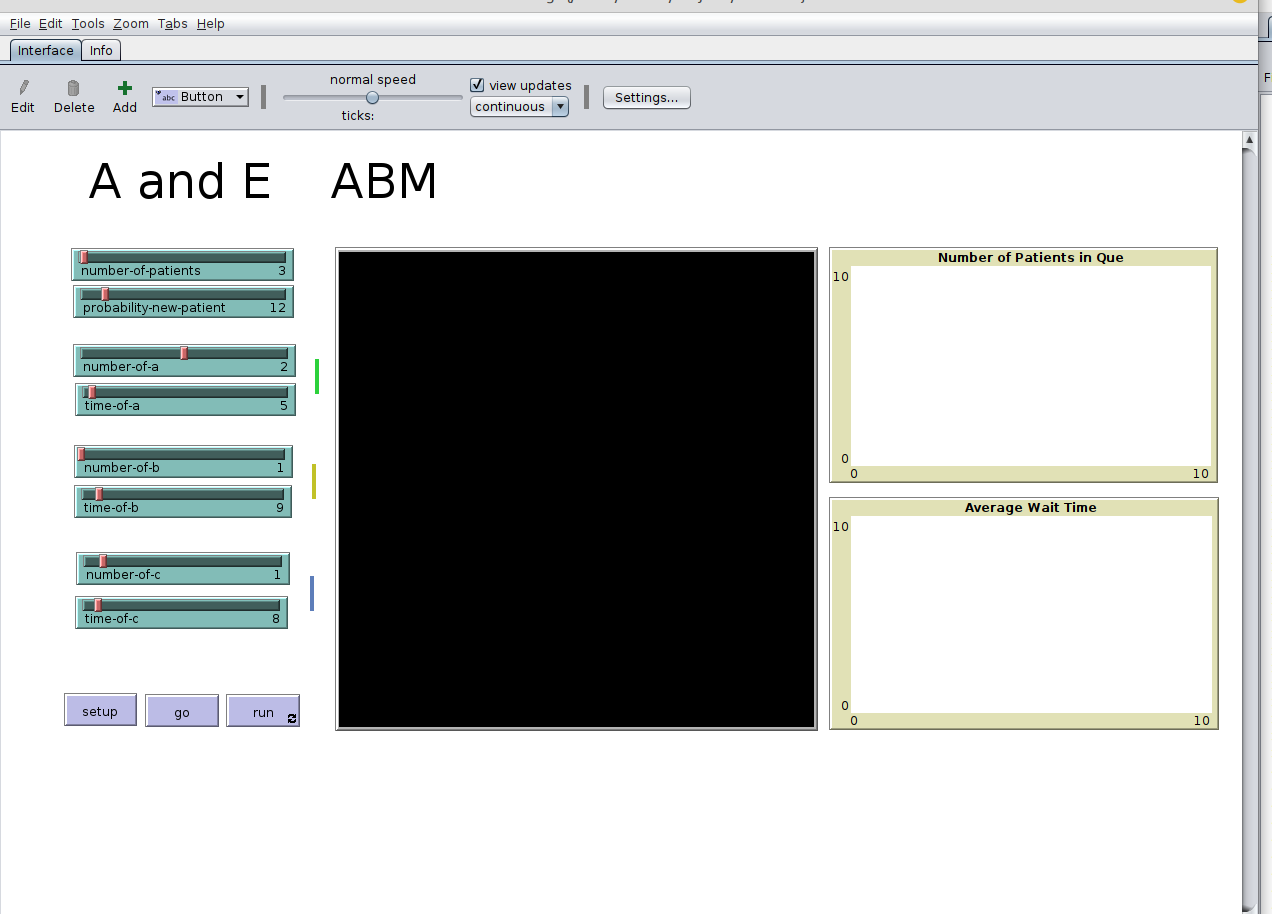 File Edit Tools Zoom Tabs Help
Interface Info
normal speed
view updates
Edit Delete Add abc Button continuous Settings...
ticks:
A and E ABM
number-of-patients 3
probability-new-patient 12
number-of-a 2
time-of-a 5
number-of-b 1
time-of-b 9
number-of-c 1
time-of-c 8
setup go run
Number of Patients in Que
10
0
0 10
Average Wait Time
10
0
0 10
F